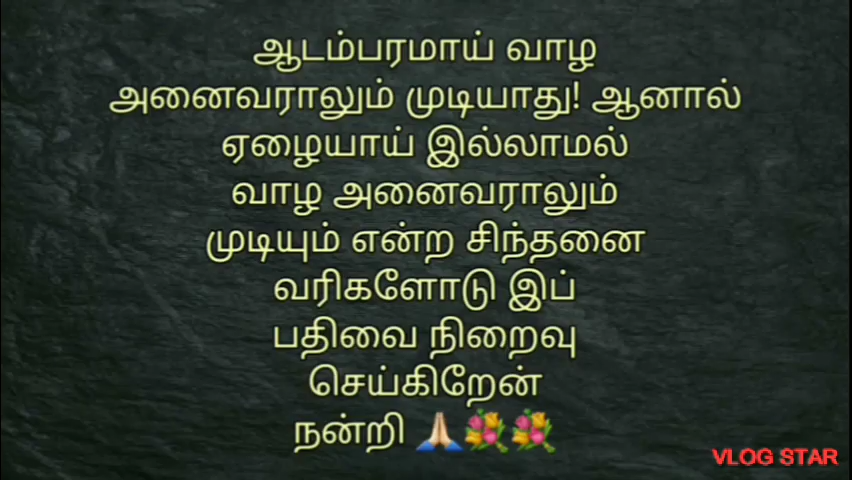 ஆடம்பரமாய் வாழ
அனைவராலும் முடியாது! ஆனால்
ஏழையாய் இல்லாமல்
வாழ அனைவராலும்
முடியும் என்ற சிந்தனை
வரிகளோடு இப்
பதிவை நிறைவு
செய்கிறேன்
நன்றி 🙏🏻💐💐
VLOG STAR